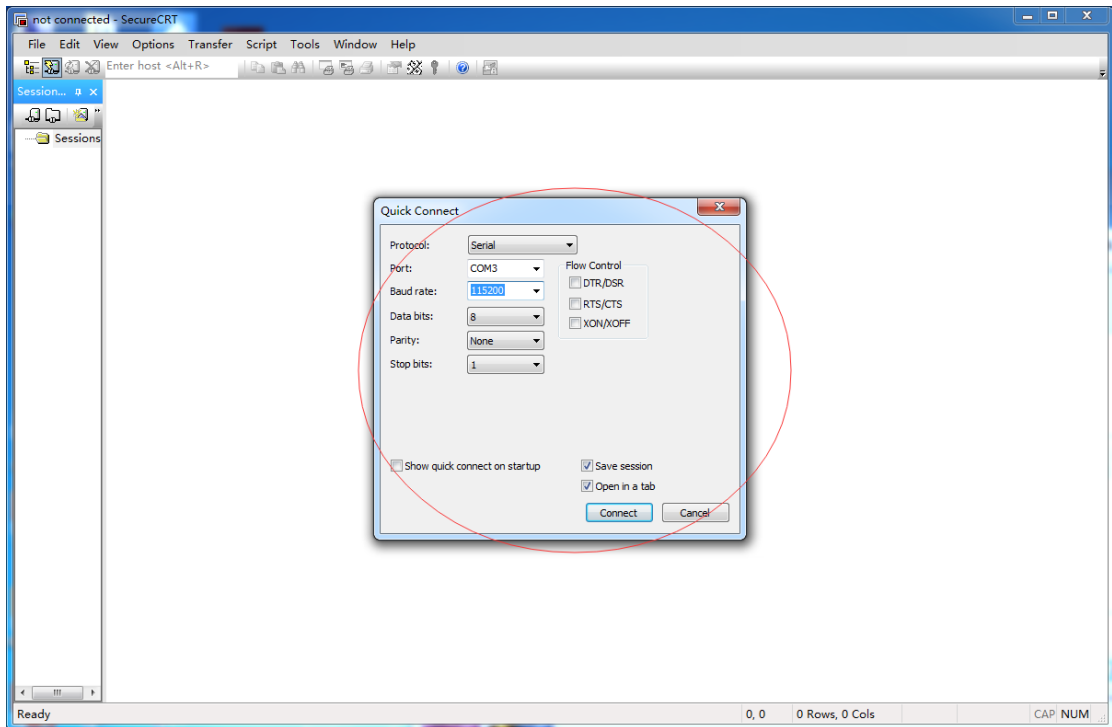 not connected - SecureCRT
File Edit View Options Transfer Script Tools Window Help
Enter host <Alt+R>
Session...
Sessions
Quick Connect
Protocol: Serial
Port: COM3
Flow Control
Baud rate: 115200
DTR/DSR
RTS/CTS
Data bits: 8
XON/XOFF
Parity: None
Stop bits: 1
Show quick connect on startup
Save session
Open in a tab
Connect Cancel
Ready 0, 0 0 Rows, 0 Cols CAP NUM